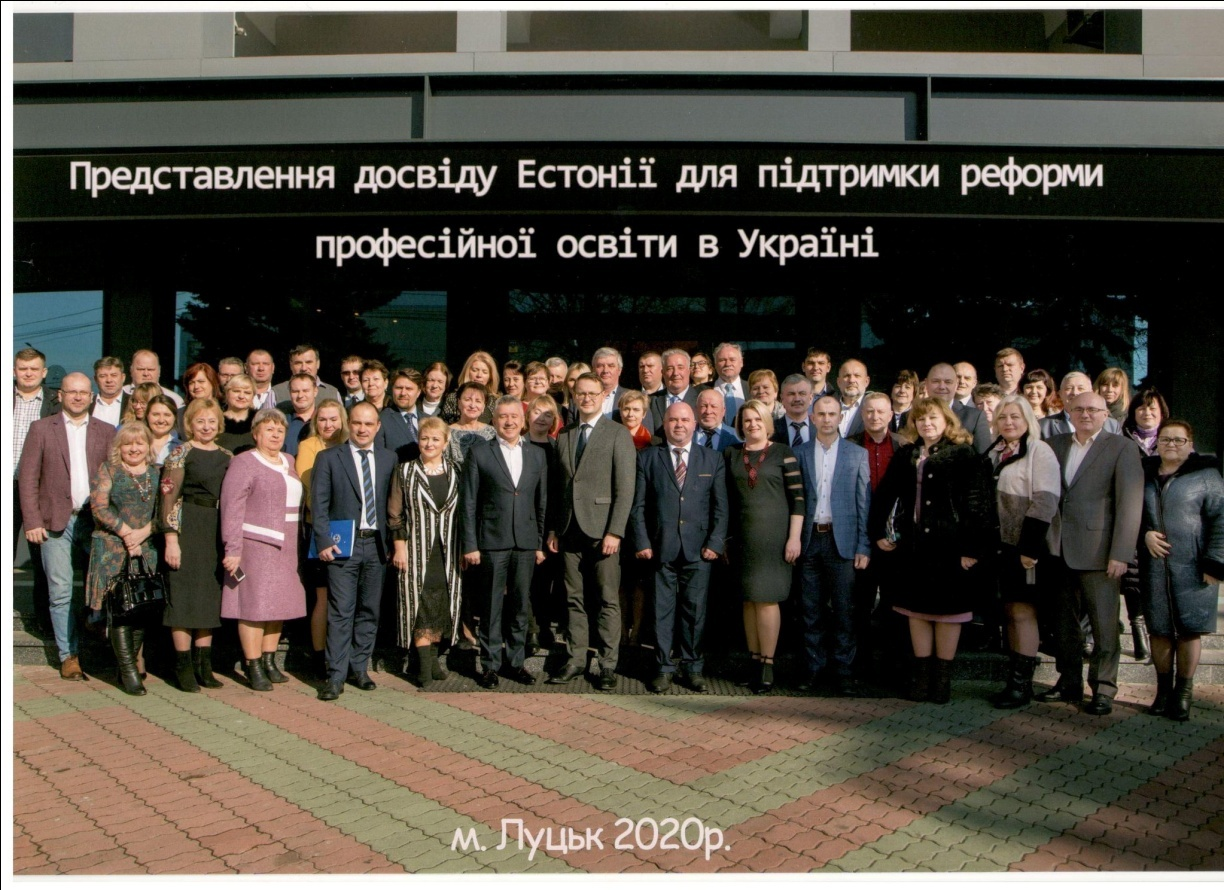 Представлення досвіду Естонії для підтримки реформи
професійної освіти в Україні
м. Луцьк 2020р.